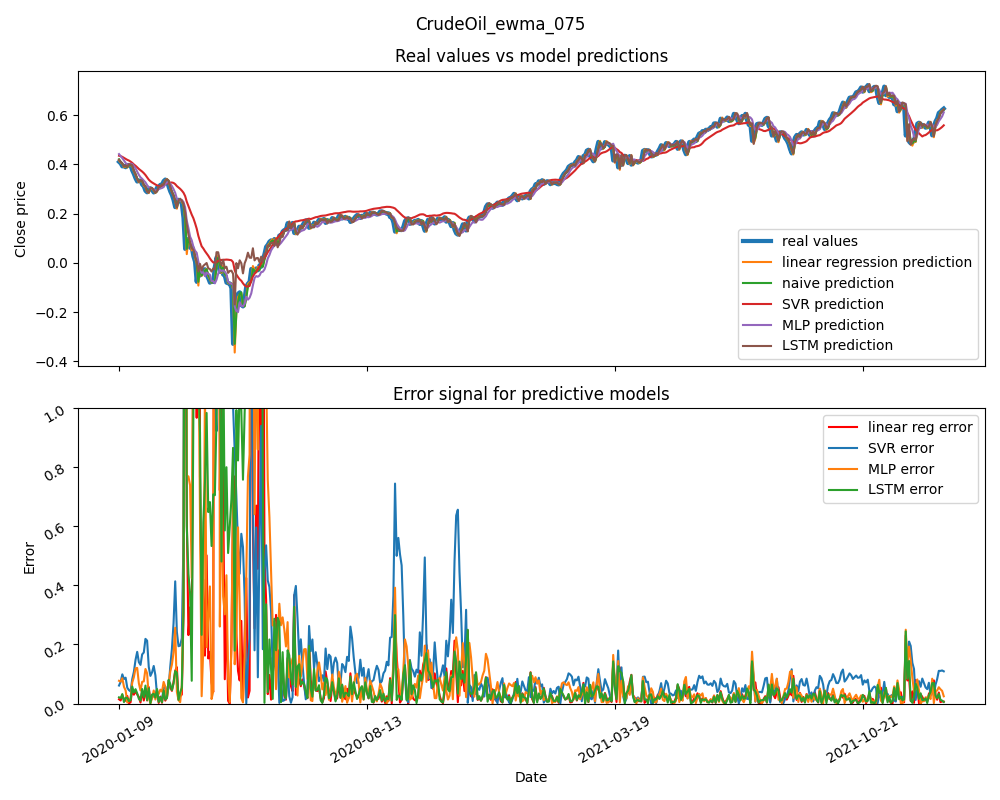 CrudeOil_ewma_075
Real values vs model predictions
Close price
0.6
0.4
0.2
0.0
−0.2
−0.4
real values
linear regression prediction
naive prediction
SVR prediction
MLP prediction
LSTM prediction
Error signal for predictive models
Error
1.0
0.8
0.6
0.4
0.2
0.0
linear reg error
SVR error
MLP error
LSTM error
2020-01-09
2020-08-13
2021-03-19
2021-10-21
Date